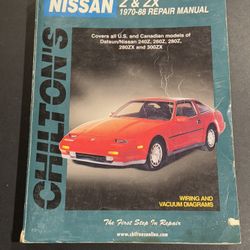 NISSAN Z & ZX
1970-88 REPAIR MANUAL
Covers all U.S. and Canadian models of
Datsun/Nissan 240Z, 260Z, 280Z,
280ZX and 300ZX
CHILTON'S
WIRING AND
VACUUM DIAGRAMS
The First Step In Repair
www.chiltonsonline.com